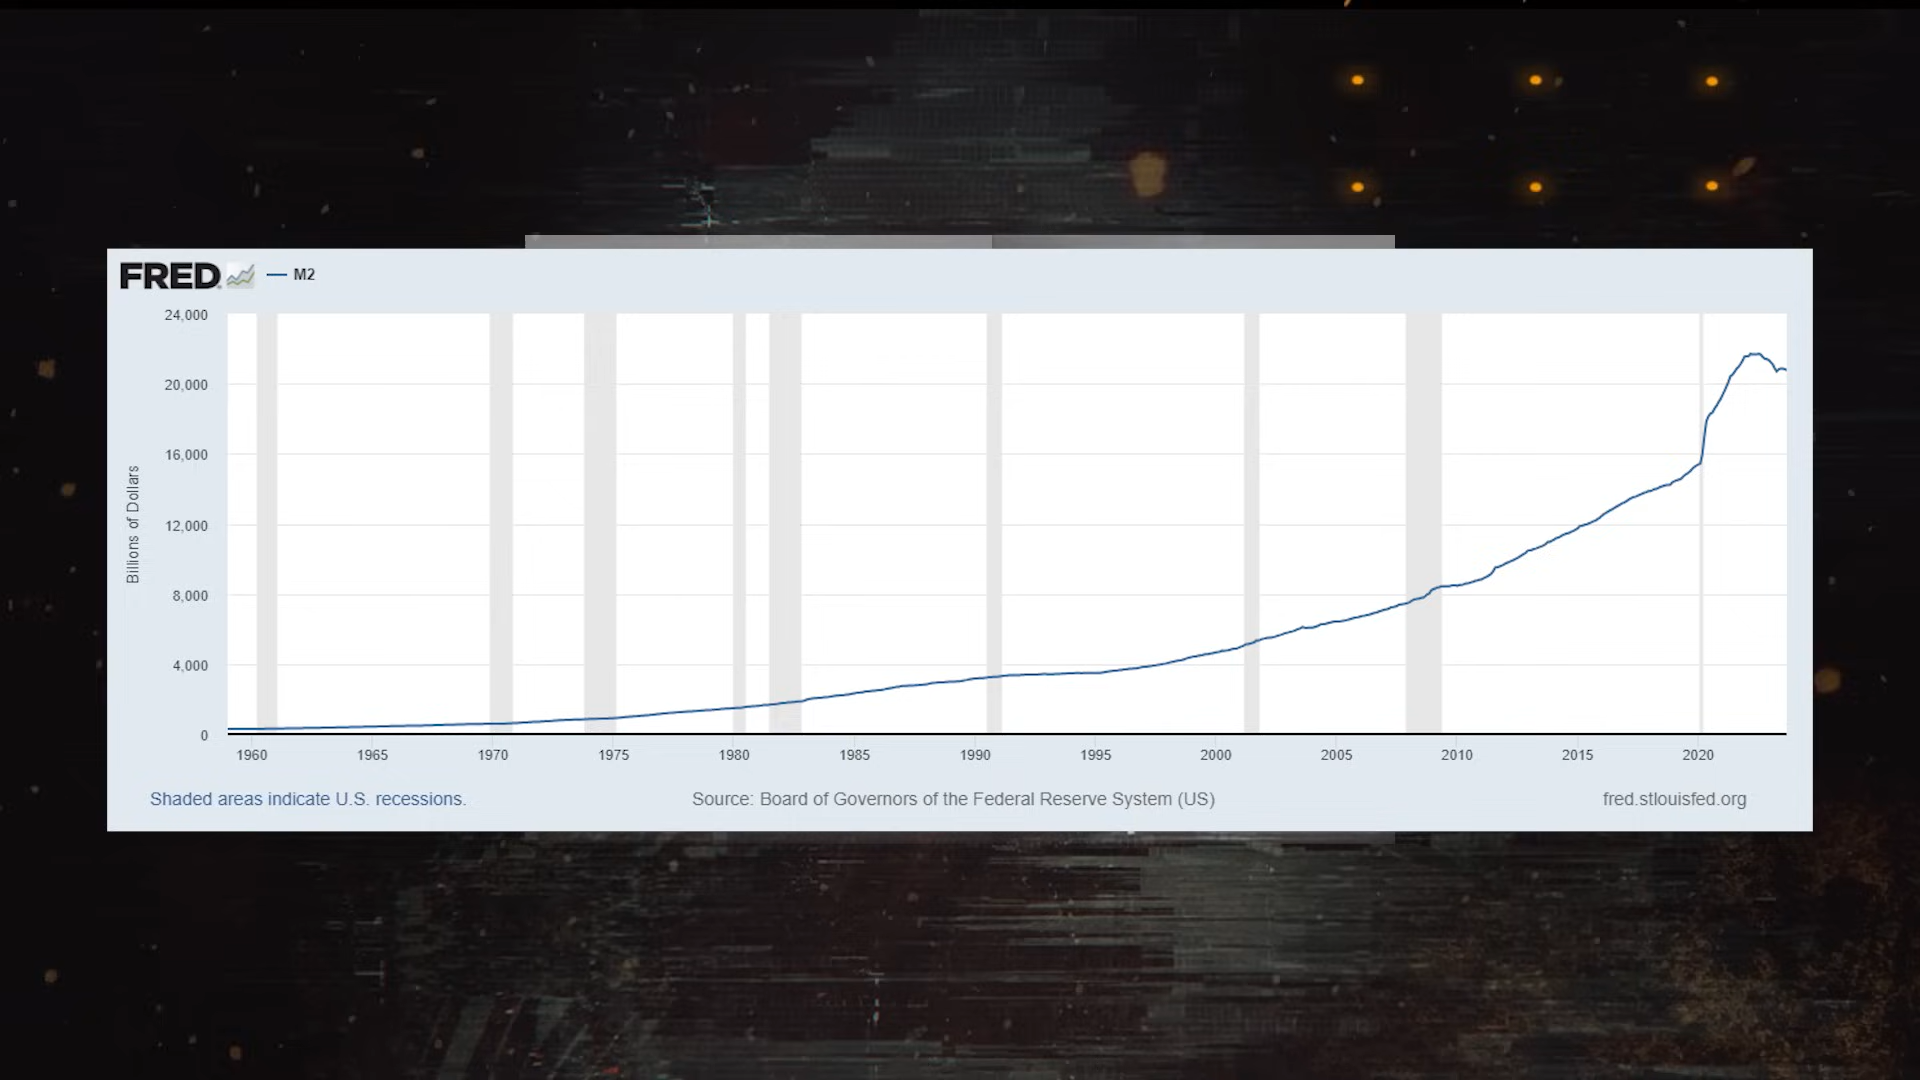 FRED — M2
24,000
20,000
16,000
12,000
8,000
4,000
0
Billions of Dollars
1960 1965 1970 1975 1980 1985 1990 1995 2000 2005 2010 2015 2020
Shaded areas indicate U.S. recessions. Source: Board of Governors of the Federal Reserve System (US) fred.stlouisfed.org